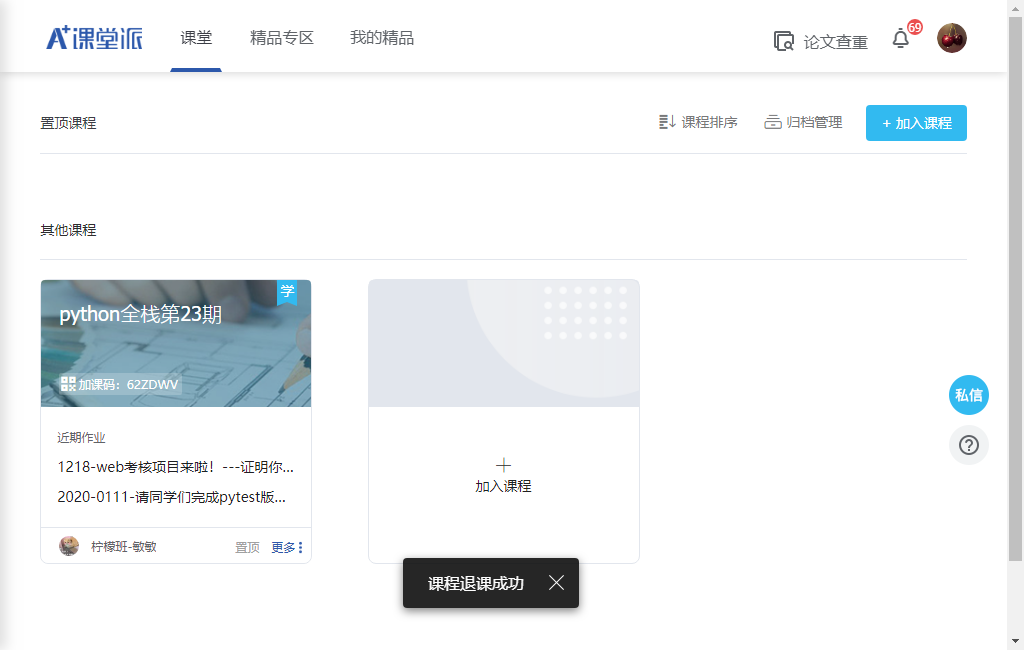 A+课堂派
课堂
精品专区
我的精品
论文查重
69
置顶课程
课程排序
归档管理
+ 加入课程
其他课程
学
python全栈第23期
加课码：62ZDWV
近期作业
1218-web考核项目来啦！---证明你...
2020-0111-请同学们完成pytest版...
柠檬班-敏敏
置顶
更多
+
加入课程
私信
?
课程退课成功